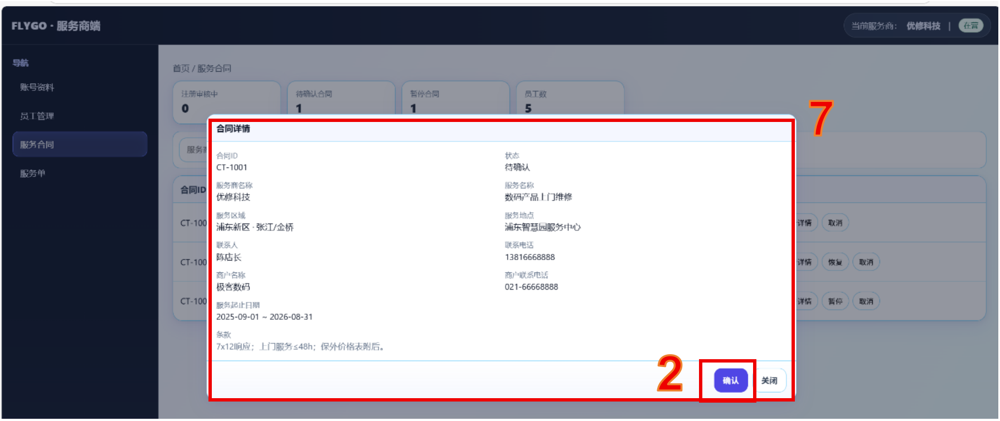 FLYGO · 服务商端
当前服务商： 优修科技 | 在营
导航
账号资料
员工管理
服务合同
服务单
首页 / 服务合同
注册审核中
0
待确认合同
1
暂停合同
1
员工数
5
7
服务
合同ID
CT-100
详情 取消
CT-100
详情 恢复 取消
CT-100
详情 暂停 取消
合同详情
合同ID
CT-1001
状态
待确认
服务商名称
优修科技
服务名称
数码产品上门维修
服务区域
浦东新区 · 张江/金桥
服务地点
浦东智慧园服务中心
联系人
陈店长
联系电话
13816668888
商户名称
极客数码
商户联系电话
021-66668888
服务起止日期
2025-09-01 ~ 2026-08-31
条款
7x12响应；上门服务≤48h；保外价格表附后。
2
确认 关闭